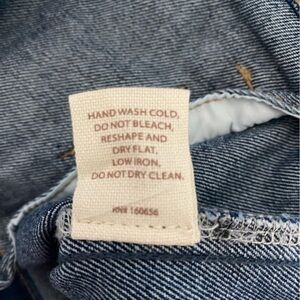 HAND WASH COLD,
DO NOT BLEACH,
RESHAPE AND
DRY FLAT,
LOW IRON,
DO NOT DRY CLEAN.
RN# 160656